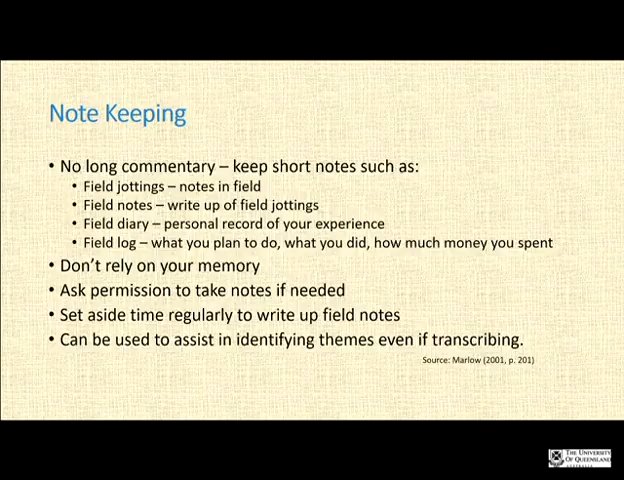 Note Keeping
• No long commentary – keep short notes such as:
• Field jottings – notes in field
• Field notes – write up of field jottings
• Field diary – personal record of your experience
• Field log – what you plan to do, what you did, how much money you spent
• Don't rely on your memory
• Ask permission to take notes if needed
• Set aside time regularly to write up field notes
• Can be used to assist in identifying themes even if transcribing.
Source: Marlow (2001, p. 201)
THE UNIVERSITY
OF QUEENSLAND
AUSTRALIA